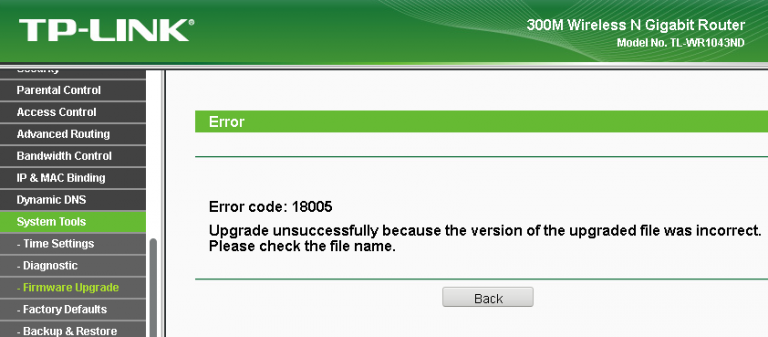 TP-LINK®
300M Wireless N Gigabit Router
Model No. TL-WR1043ND
Security
Parental Control
Access Control
Advanced Routing
Bandwidth Control
IP & MAC Binding
Dynamic DNS
System Tools
- Time Settings
- Diagnostic
- Firmware Upgrade
- Factory Defaults
- Backup & Restore
Error
Error code: 18005
Upgrade unsuccessfully because the version of the upgraded file was incorrect.
Please check the file name.
Back